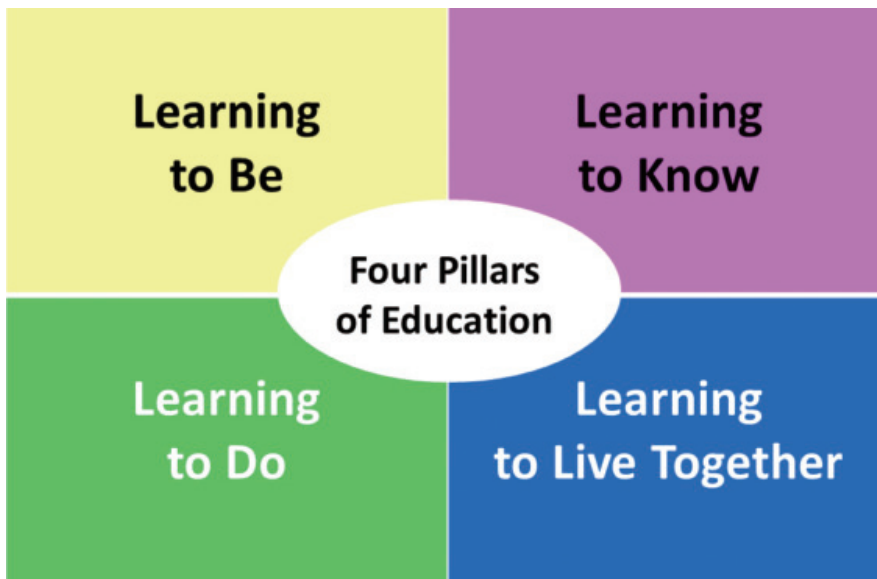 Learning
to Be
Learning
to Know
Four Pillars
of Education
Learning
to Do
Learning
to Live Together